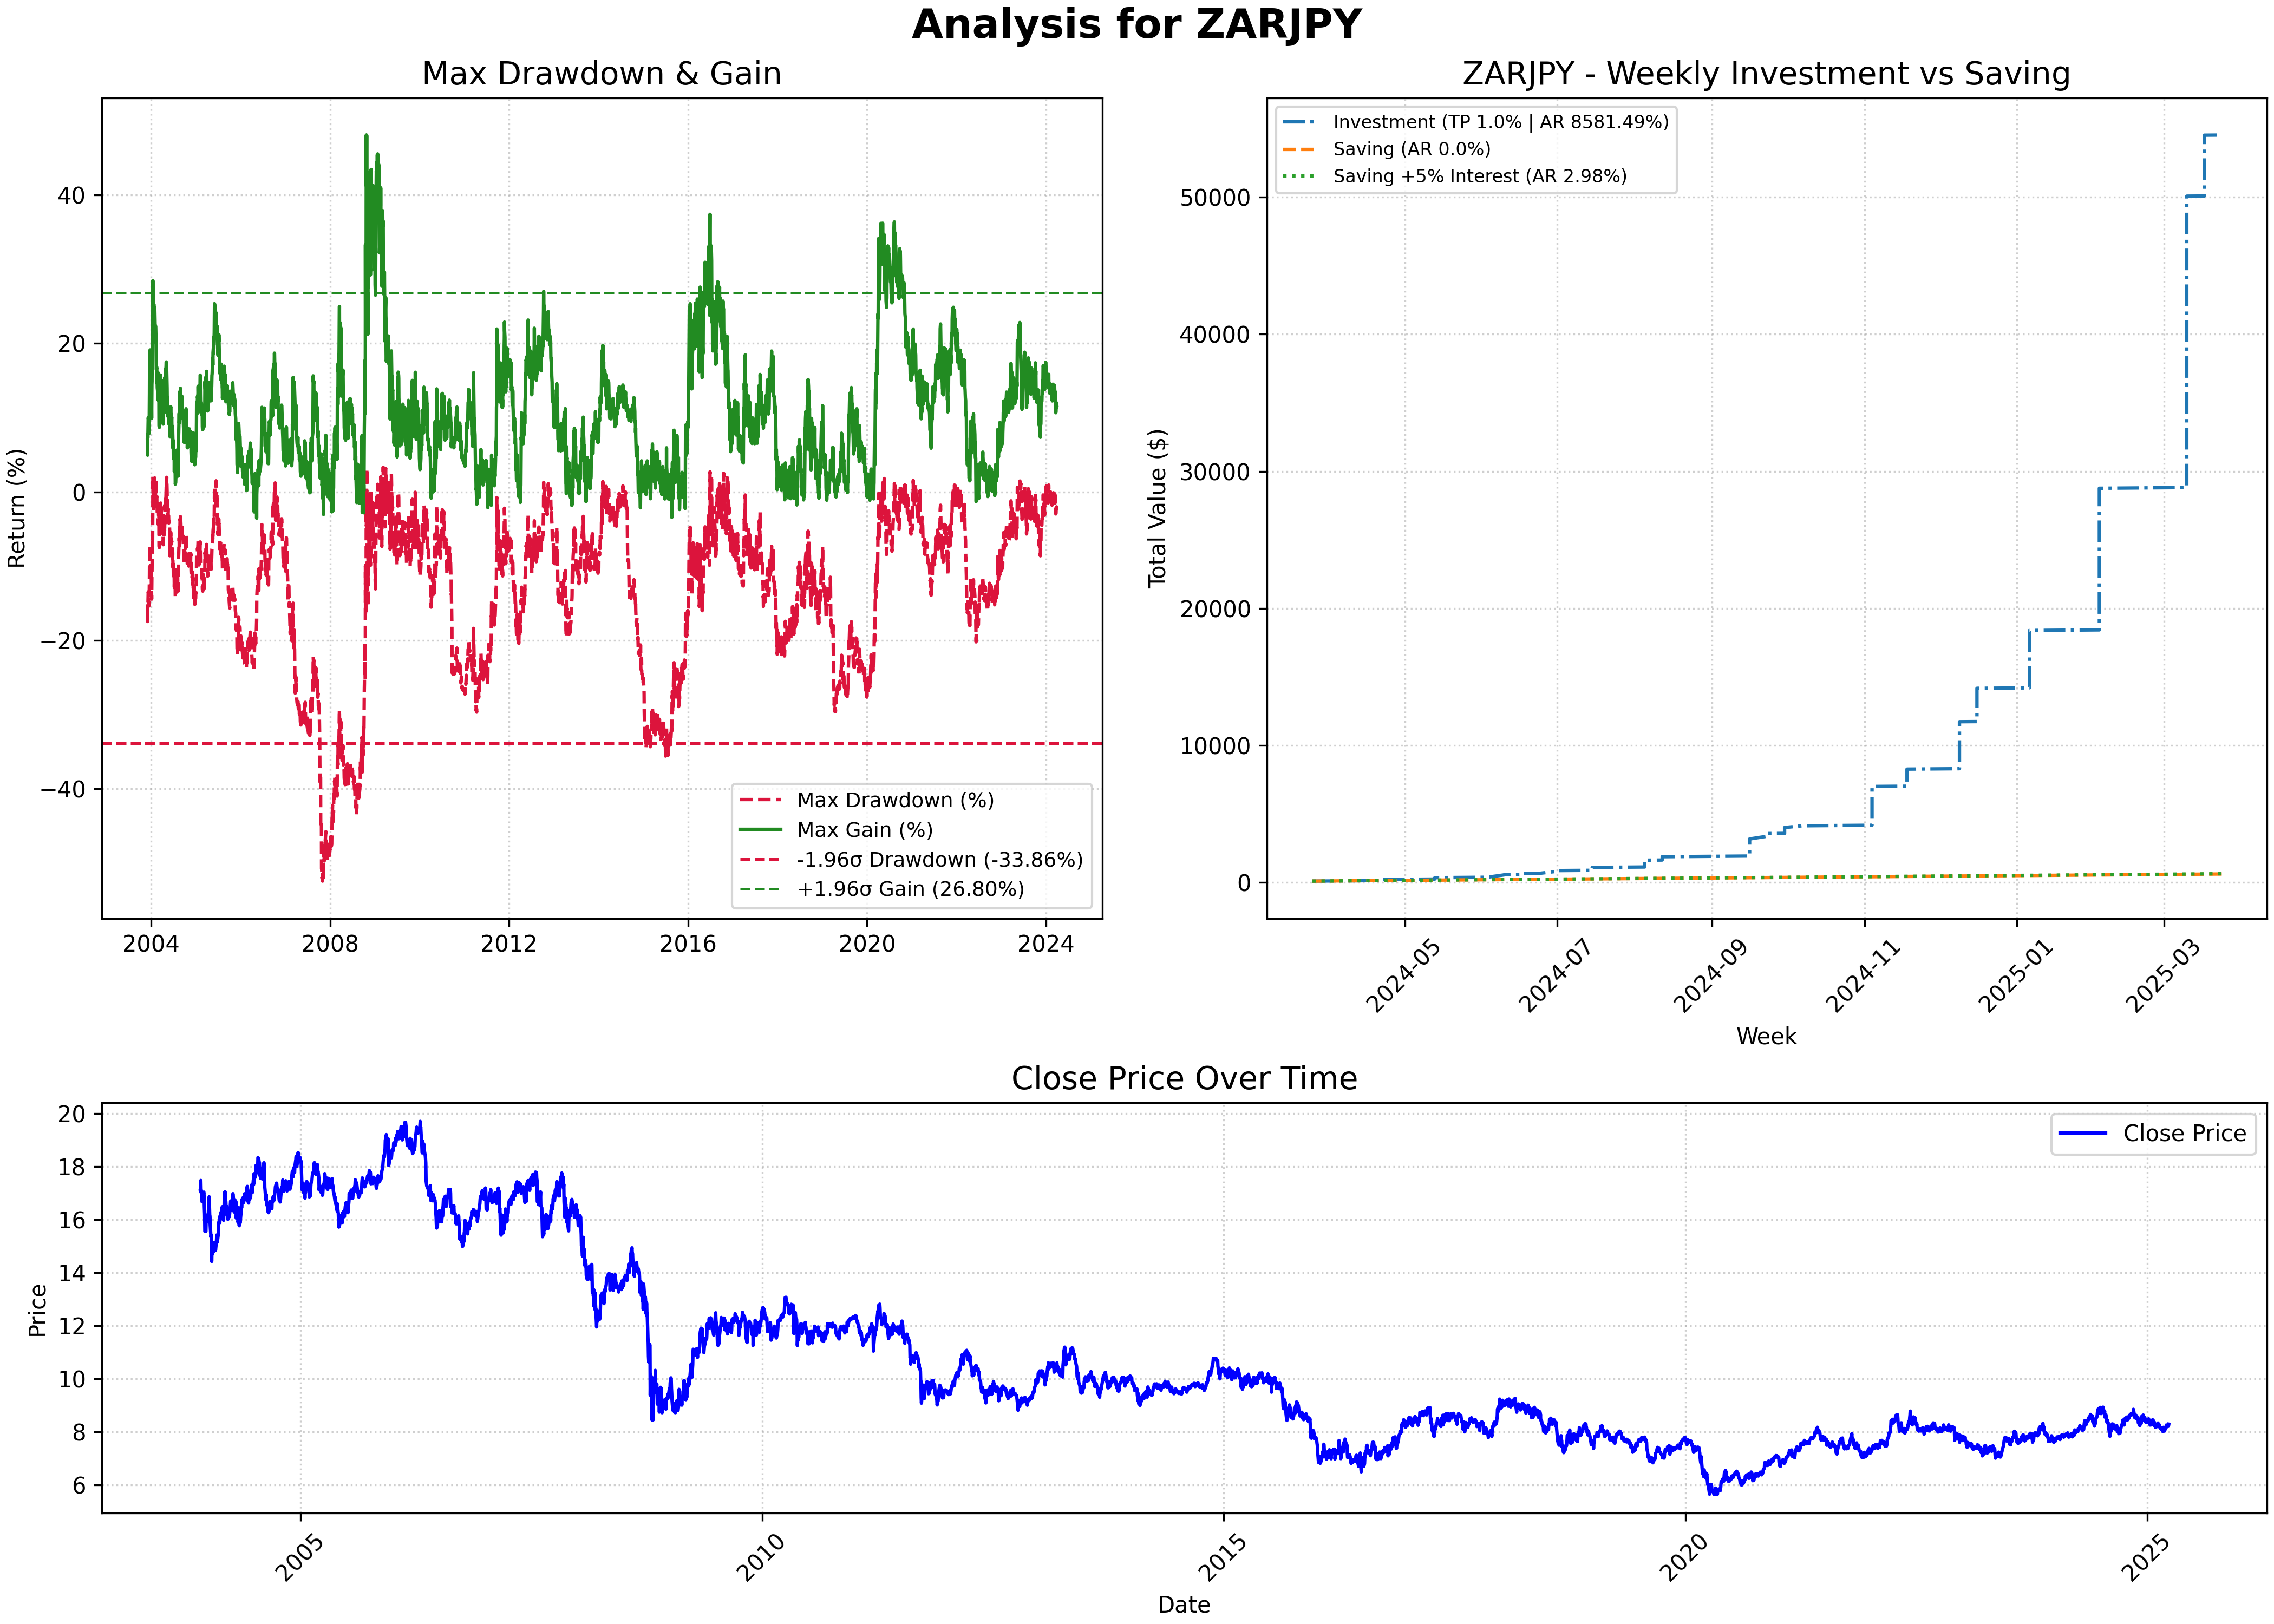 Analysis for ZARJPY
Max Drawdown & Gain
Return (%)
40
20
0
−20
−40
2004
2008
2012
2016
2020
2024
Max Drawdown (%)
Max Gain (%)
-1.96σ Drawdown (-33.86%)
+1.96σ Gain (26.80%)
ZARJPY - Weekly Investment vs Saving
Total Value ($)
50000
40000
30000
20000
10000
0
Investment (TP 1.0% | AR 8581.49%)
Saving (AR 0.0%)
Saving +5% Interest (AR 2.98%)
2024-05
2024-07
2024-09
2024-11
2025-01
2025-03
Week
Close Price Over Time
Price
20
18
16
14
12
10
8
6
Close Price
2005
2010
2015
2020
2025
Date